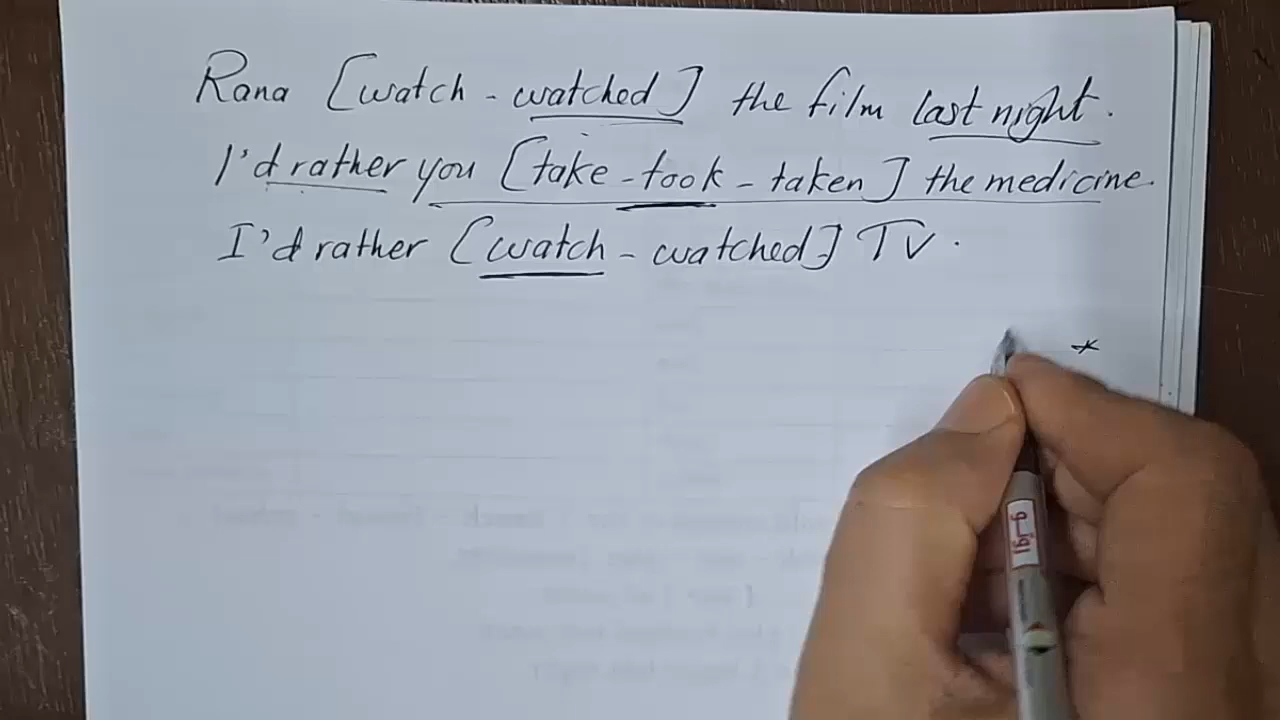 Rana [watch - watched] the film last night.
I'd rather you [take - took - taken] the medicine.
I'd rather [watch - watched] TV.
*